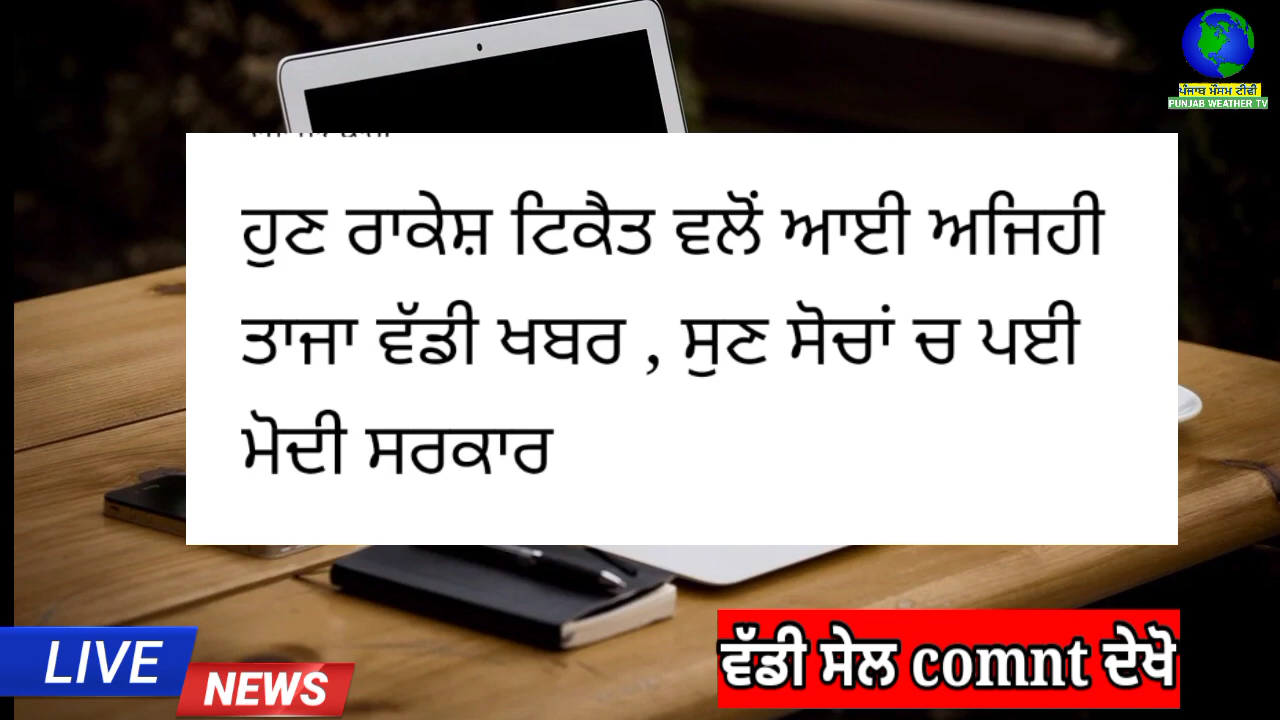 ਪੰਜਾਬ ਮੌਸਮ ਟੀਵੀ
PUNJAB WEATHER TV
ਹੁਣ ਰਾਕੇਸ਼ ਟਿਕੈਤ ਵਲੋਂ ਆਈ ਅਜਿਹੀ
ਤਾਜਾ ਵੱਡੀ ਖਬਰ , ਸੁਣ ਸੋਚਾਂ ਚ ਪਈ
ਮੋਦੀ ਸਰਕਾਰ
ਵੱਡੀ ਸੇਲ comnt ਦੇਖੋ
LIVE
NEWS